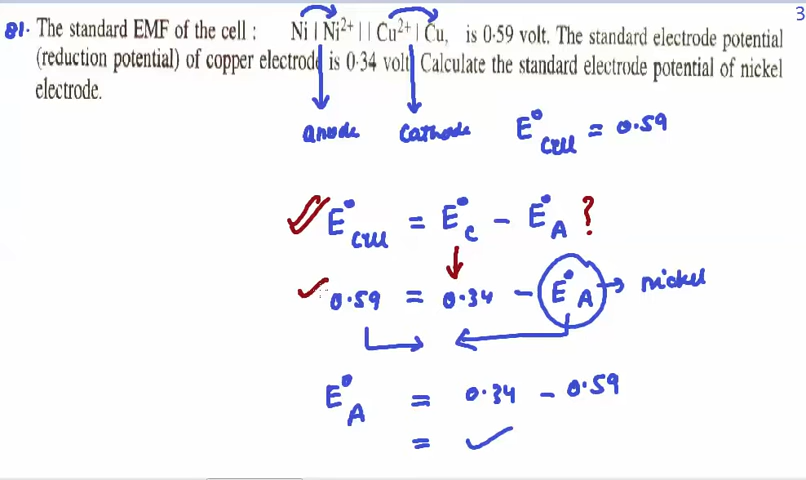 3
81. The standard EMF of the cell : Ni | Ni²⁺ | | Cu²⁺ | Cu, is 0·59 volt. The standard electrode potential
(reduction potential) of copper electrode is 0·34 volt. Calculate the standard electrode potential of nickel
electrode.
anode cathode E°cell = 0.59
E°cell = E°C - E°A ?
0.59 = 0.34 - E°A → nickel
E°A = 0.34 - 0.59
= ✓